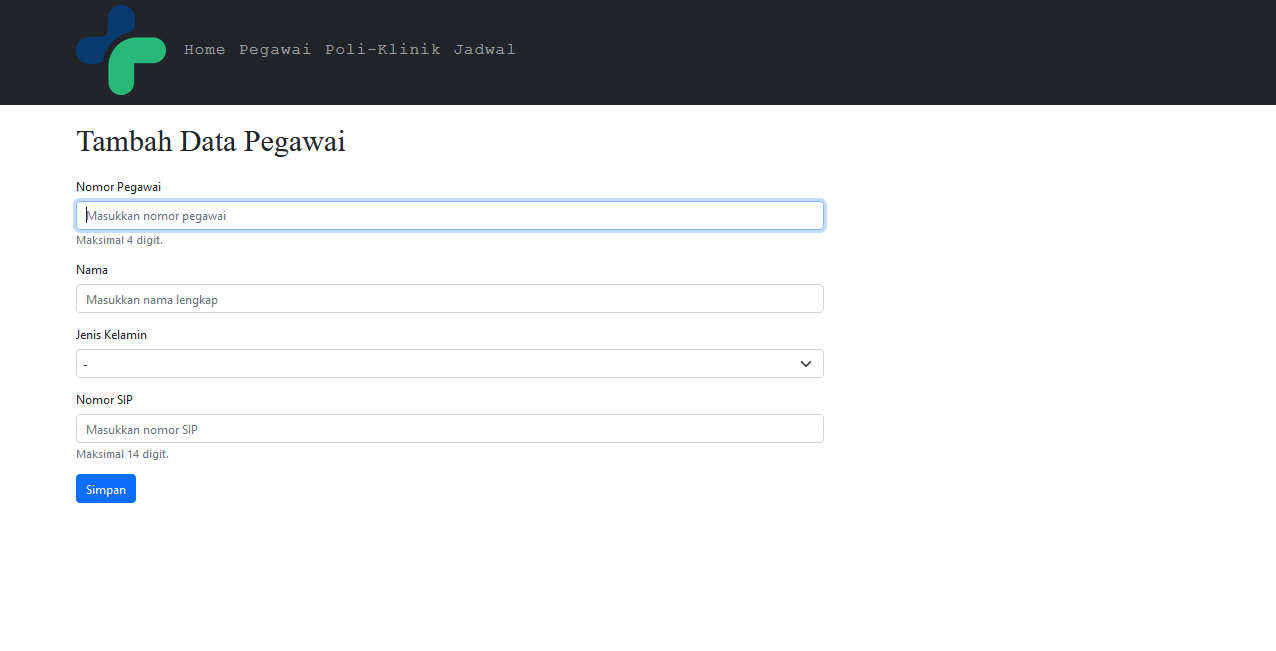 Home Pegawai Poli-Klinik Jadwal
Tambah Data Pegawai
Nomor Pegawai
Masukkan nomor pegawai
Maksimal 4 digit.
Nama
Masukkan nama lengkap
Jenis Kelamin
-
Nomor SIP
Masukkan nomor SIP
Maksimal 14 digit.
Simpan